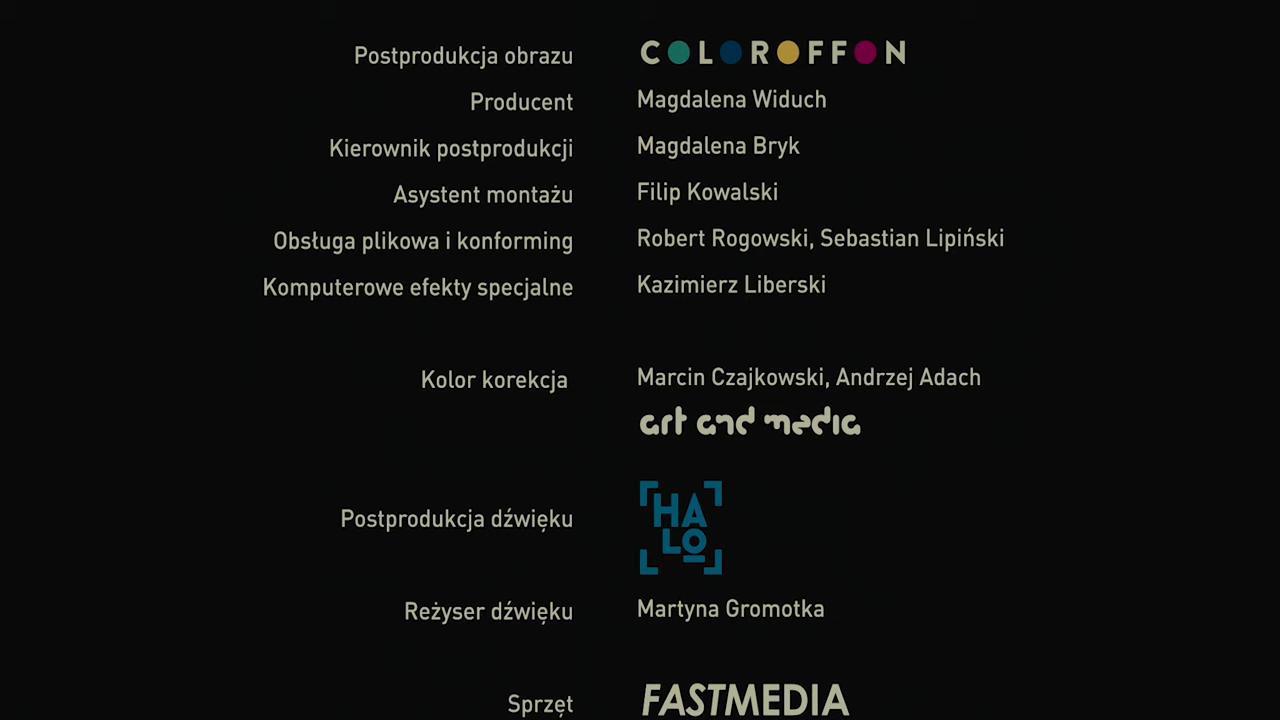 Postprodukcja obrazu COLOROFFON
Producent Magdalena Widuch
Kierownik postprodukcji Magdalena Bryk
Asystent montażu Filip Kowalski
Obsługa plikowa i konforming Robert Rogowski, Sebastian Lipiński
Komputerowe efekty specjalne Kazimierz Liberski
Kolor korekcja Marcin Czajkowski, Andrzej Adach
art and media
Postprodukcja dźwięku HA
LO
Reżyser dźwięku Martyna Gromotka
Sprzęt FASTMEDIA